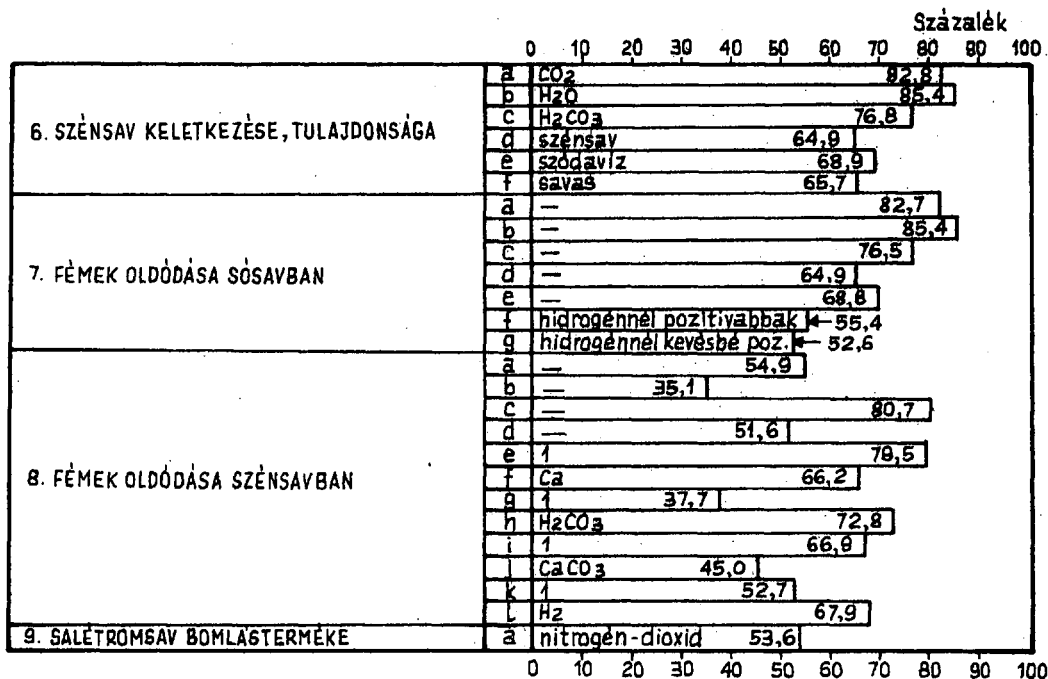 Százalék
0 10 20 30 40 50 60 70 80 90 100
6. SZÉNSAV KELETKEZÉSE, TULAJDONSÁGA
a CO2 82,8
b H2O 85,4
c H2CO3 76,8
d szénsav 64,9
e szódavíz 68,9
f savas 65,7
7. FÉMEK OLDÓDÁSA SÓSAVBAN
a — 82,7
b — 85,4
c — 76,5
d — 64,9
e — 68,8
f hidrogénnél pozitívabbak 55,4
g hidrogénnél kevésbé poz. 52,6
8. FÉMEK OLDÓDÁSA SZÉNSAVBAN
a — 54,9
b — 35,1
c — 80,7
d — 51,6
e 1 79,5
f Ca 66,2
g 1 37,7
h H2CO3 72,8
i 1 66,9
j CaCO3 45,0
k 1 52,7
l H2 67,9
9. SALÉTROMSAV BOMLÁSTERMÉKE
a nitrogén-dioxid 53,6
0 10 20 30 40 50 60 70 80 90 100